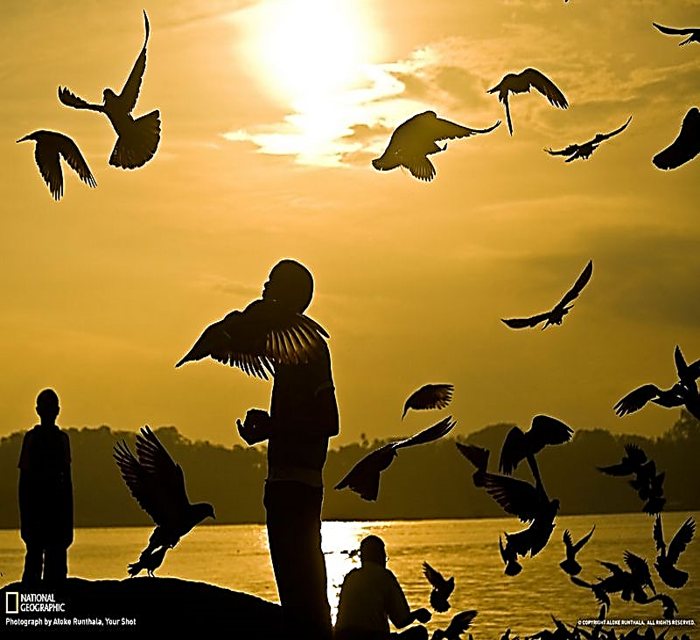 NATIONAL
GEOGRAPHIC
Photograph by Aloke Runthala, Your Shot
© COPYRIGHT ALOKE RUNTHALA. ALL RIGHTS RESERVED.